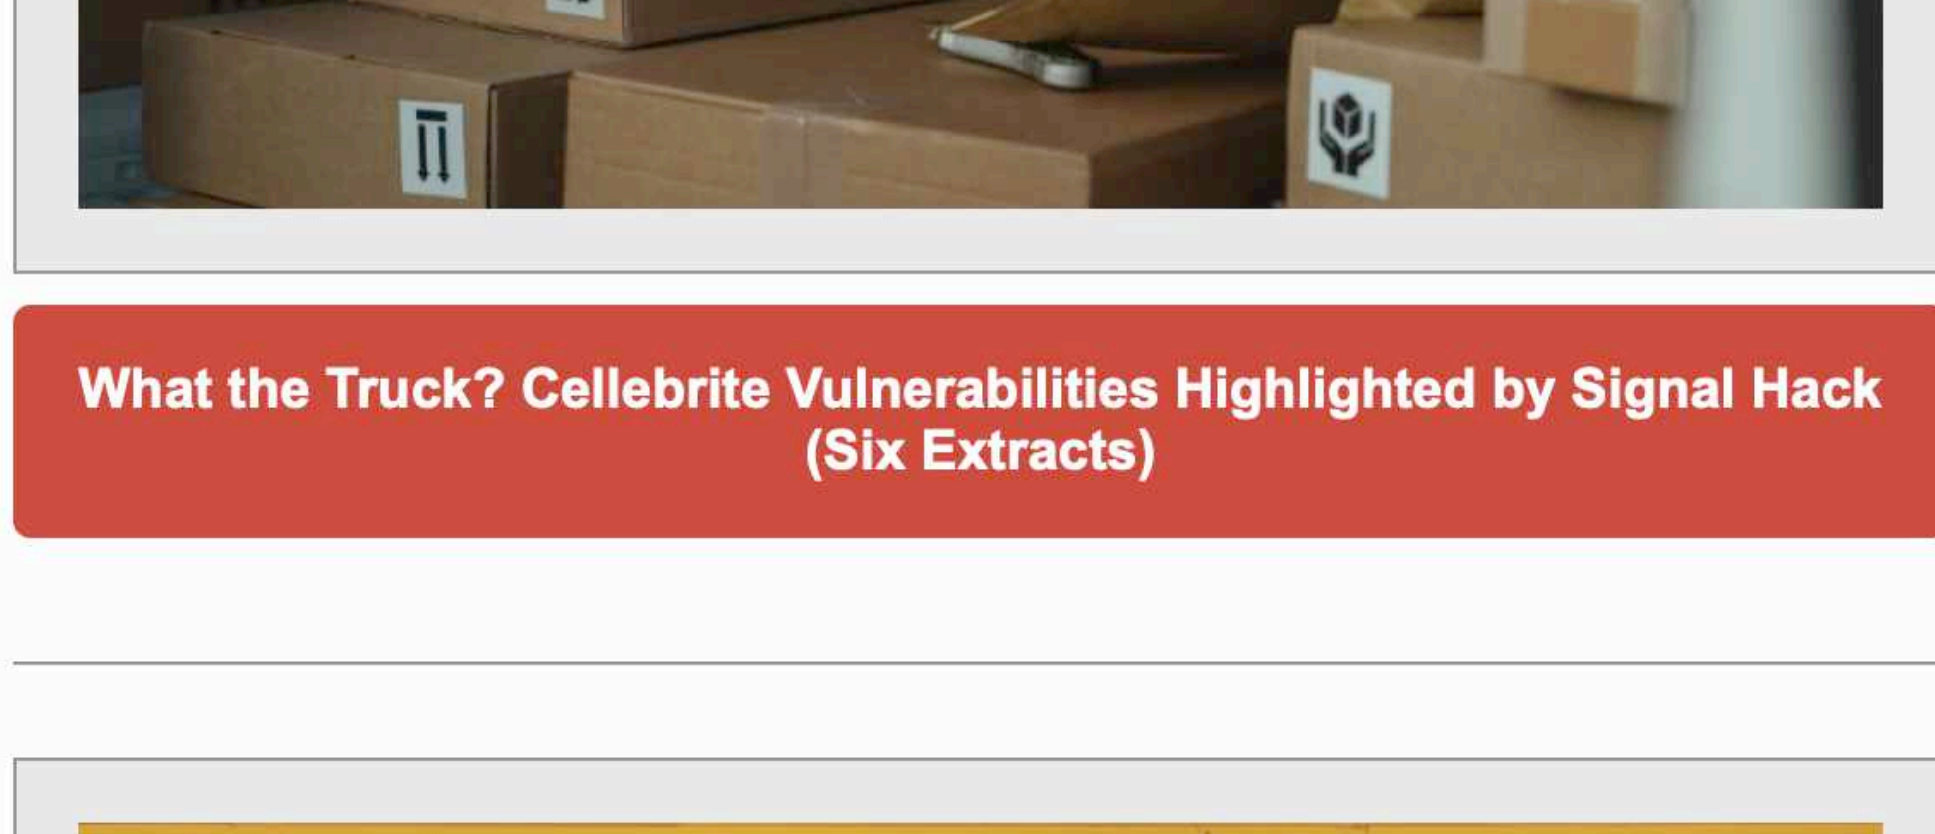 What the Truck? Cellebrite Vulnerabilities Highlighted by Signal Hack
(Six Extracts)